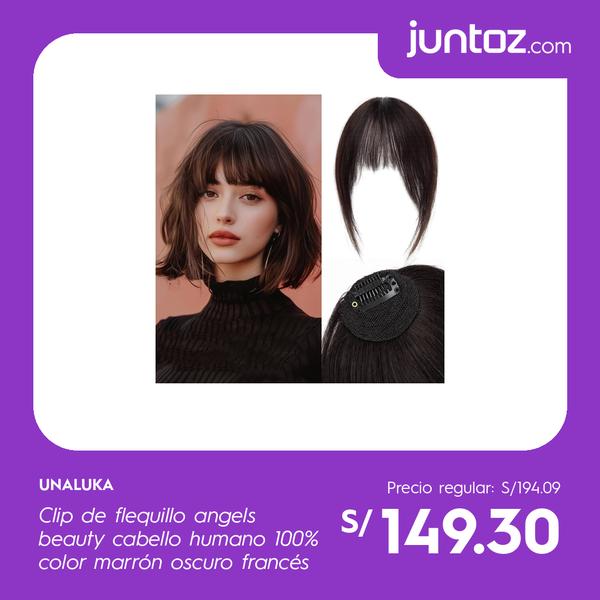 juntoz.com
UNALUKA
Clip de flequillo angels
beauty cabello humano 100%
color marrón oscuro francés
Precio regular: S/194.09
S/149.30